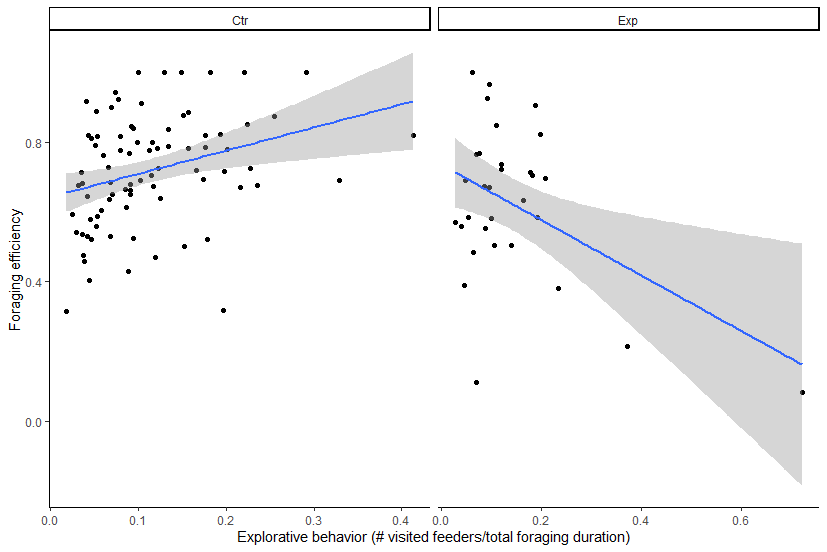 Ctr
Exp
0.8
0.4
0.0
Foraging efficiency
0.0 0.1 0.2 0.3 0.4
0.0 0.2 0.4 0.6
Explorative behavior (# visited feeders/total foraging duration)